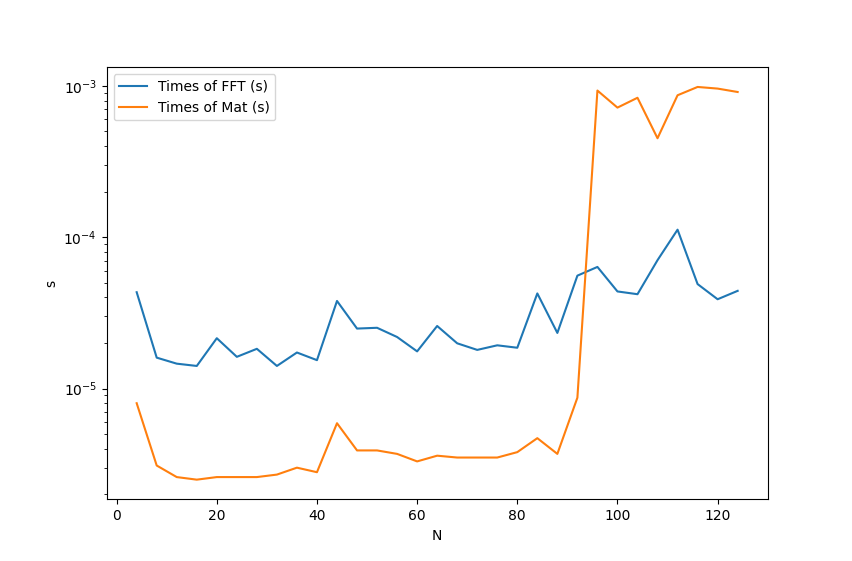 Times of FFT (s)
Times of Mat (s)
10⁻³
10⁻⁴
10⁻⁵
s
0 20 40 60 80 100 120
N